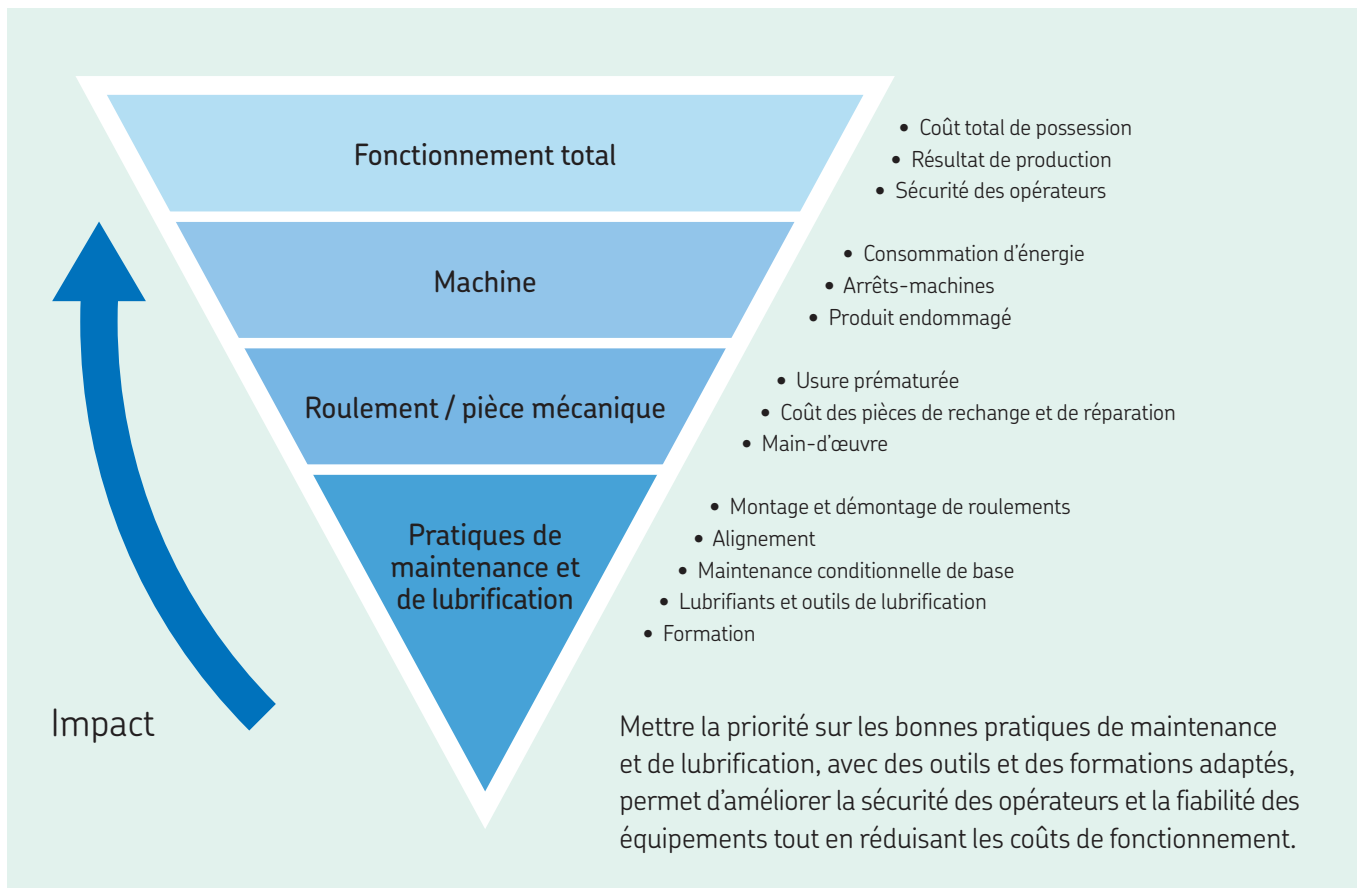 Fonctionnement total
• Coût total de possession
• Résultat de production
• Sécurité des opérateurs
Machine
• Consommation d’énergie
• Arrêts-machines
• Produit endommagé
Roulement / pièce mécanique
• Usure prématurée
• Coût des pièces de rechange et de réparation
• Main-d’œuvre
Pratiques de
maintenance et
de lubrification
• Montage et démontage de roulements
• Alignement
• Maintenance conditionnelle de base
• Lubrifiants et outils de lubrification
• Formation
Impact
Mettre la priorité sur les bonnes pratiques de maintenance
et de lubrification, avec des outils et des formations adaptés,
permet d’améliorer la sécurité des opérateurs et la fiabilité des
équipements tout en réduisant les coûts de fonctionnement.